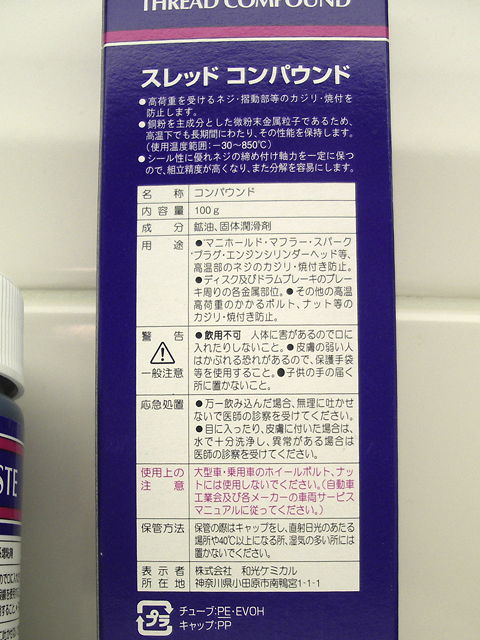 THREAD COMPOUND
スレッド コンパウンド
●高荷重を受けるネジ・摺動部等のカジリ・焼付を
防止します。
●銅粉を主成分とした微粉末金属粒子であるため、
高温下でも長期間にわたり、その性能を保持します。
（使用温度範囲：－30～850℃）
●シール性に優れネジの締め付け軸力を一定に保つ
ので、組立精度が高くなり、また分解を容易にします。
名　称 コンパウンド
内容量 100g
成　分 鉱油、固体潤滑剤
用　途 ●マニホールド・マフラー・スパーク
プラグ・エンジンシリンダーヘッド等、
高温部のネジのカジリ・焼付き防止。
●ディスク及びドラムブレーキのブレー
キ周りの各金属部位。●その他の高温
高荷重のかかるボルト、ナット等の
カジリ・焼付き防止。
警　告 ●飲用不可 人体に害があるので口に
入れたりしないこと。●皮膚の弱い人
はかぶれる恐れがあるので、保護手袋
一般注意 等を使用すること。●子供の手の届く
所に置かないこと。
応急処置 ●万一飲み込んだ場合、無理に吐かせ
ないで医師の診察を受けてください。
●目に入ったり、皮膚に付いた場合は、
水で十分洗浄し、異常がある場合は
医師の診察を受けてください。
使用上の 大型車・乗用車のホイールボルト、ナッ
注　意 トには使用しないでください。（自動車
工業会及び各メーカーの車両サービス
マニュアルに従ってください。）
保管方法 保管の際はキャップをし、直射日光のあたる
場所や40℃以上になる所、湿気の多い所には
置かないでください。
表示者 株式会社 和光ケミカル
所在地 神奈川県小田原市南鴨宮1-1-1
プラ チューブ:PE･EVOH
キャップ:PP
STE